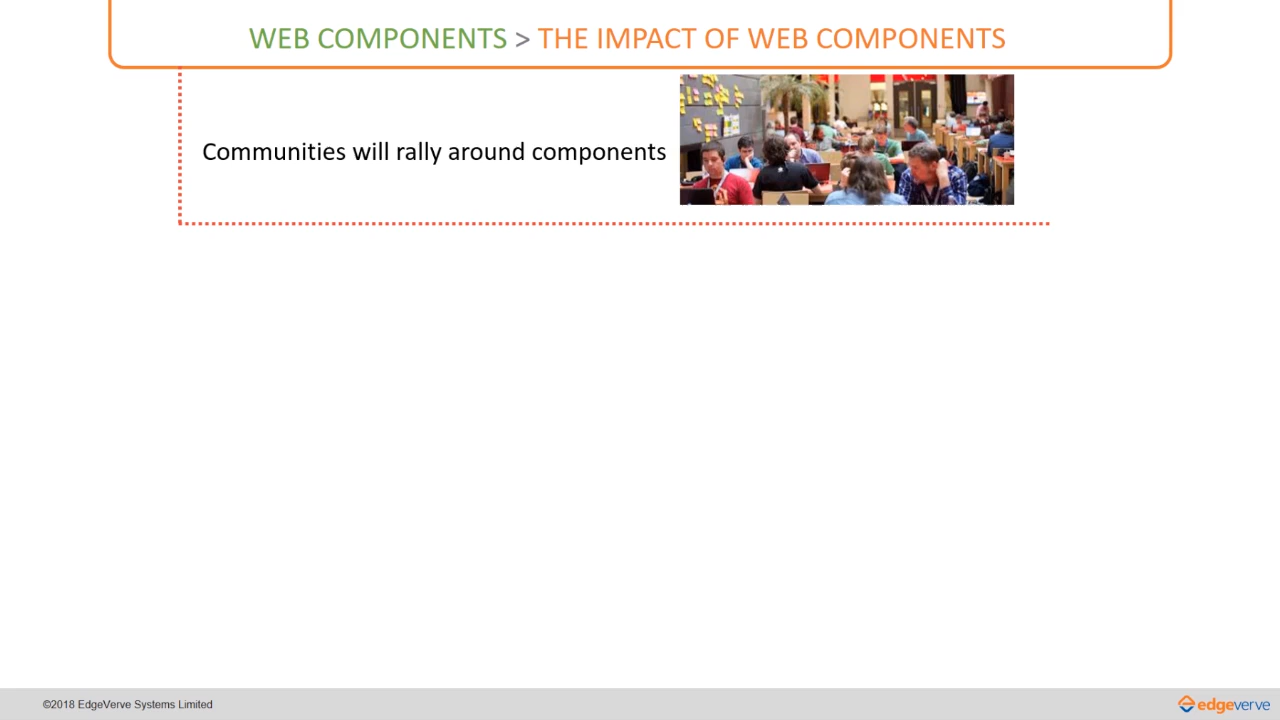 WEB COMPONENTS > THE IMPACT OF WEB COMPONENTS
Communities will rally around components
©2018 EdgeVerve Systems Limited
edgeverve